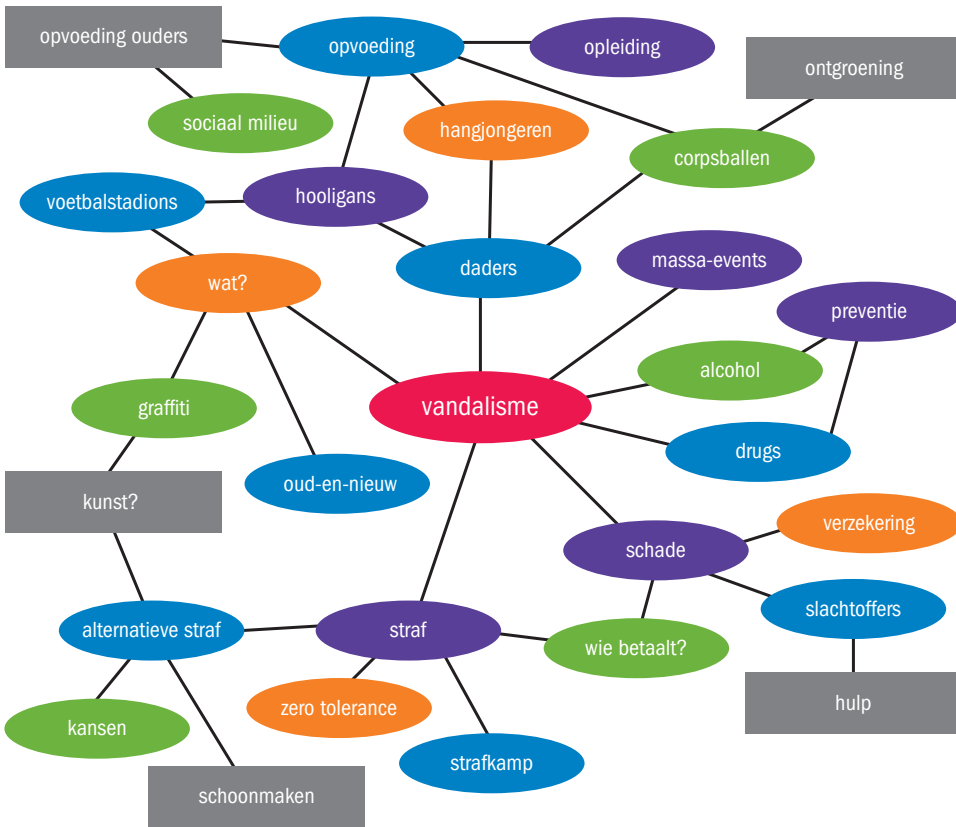 opvoeding ouders
opvoeding
opleiding
ontgroening
sociaal milieu
hangjongeren
corpsballen
voetbalstadions
hooligans
daders
massa-events
wat?
preventie
alcohol
graffiti
vandalisme
drugs
oud-en-nieuw
kunst?
verzekering
schade
slachtoffers
alternatieve straf
straf
wie betaalt?
zero tolerance
hulp
kansen
strafkamp
schoonmaken